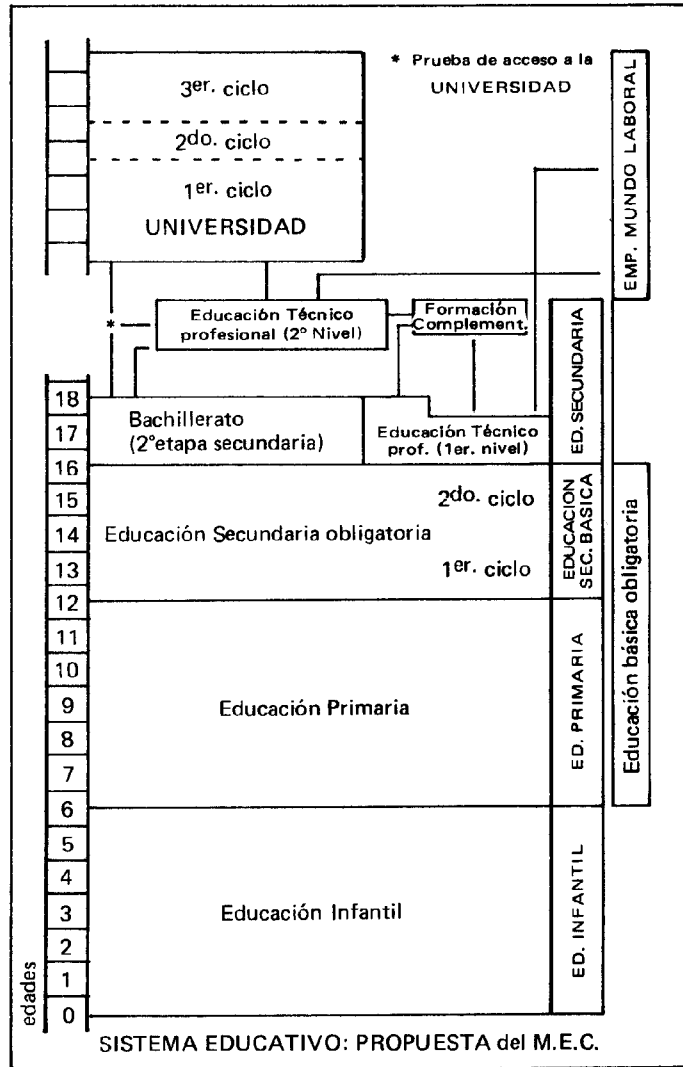 * Prueba de acceso a la
UNIVERSIDAD
3er. ciclo
2do. ciclo
1er. ciclo
UNIVERSIDAD
EMP. MUNDO LABORAL
*
Educación Técnico
profesional (2º Nivel)
Formación
Complement.
Bachillerato
(2ºetapa secundaria)
Educación Técnico
prof. (1er. nivel)
ED. SECUNDARIA
2do. ciclo
Educación Secundaria obligatoria
1er. ciclo
EDUCACION
SEC. BASICA
Educación Primaria
ED. PRIMARIA
Educación básica obligatoria
Educación Infantil
ED. INFANTIL
18
17
16
15
14
13
12
11
10
9
8
7
6
5
4
3
2
1
0
edades
SISTEMA EDUCATIVO: PROPUESTA del M.E.C.